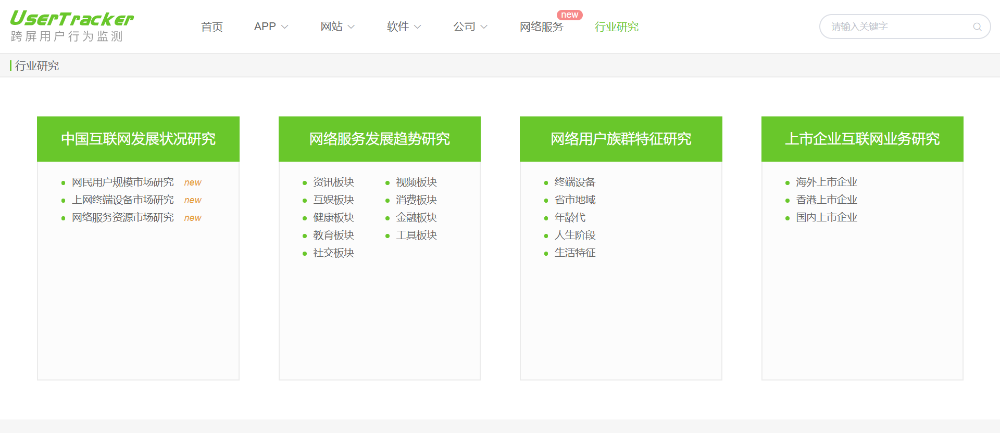 UserTracker
跨屏用户行为监测
首页 APP 网站 软件 公司 网络服务 new 行业研究
请输入关键字
行业研究
中国互联网发展状况研究
网民用户规模市场研究 new
上网终端设备市场研究 new
网络服务资源市场研究 new
网络服务发展趋势研究
资讯板块 视频板块
互娱板块 消费板块
健康板块 金融板块
教育板块 工具板块
社交板块
网络用户族群特征研究
终端设备
省市地域
年龄代
人生阶段
生活特征
上市企业互联网业务研究
海外上市企业
香港上市企业
国内上市企业